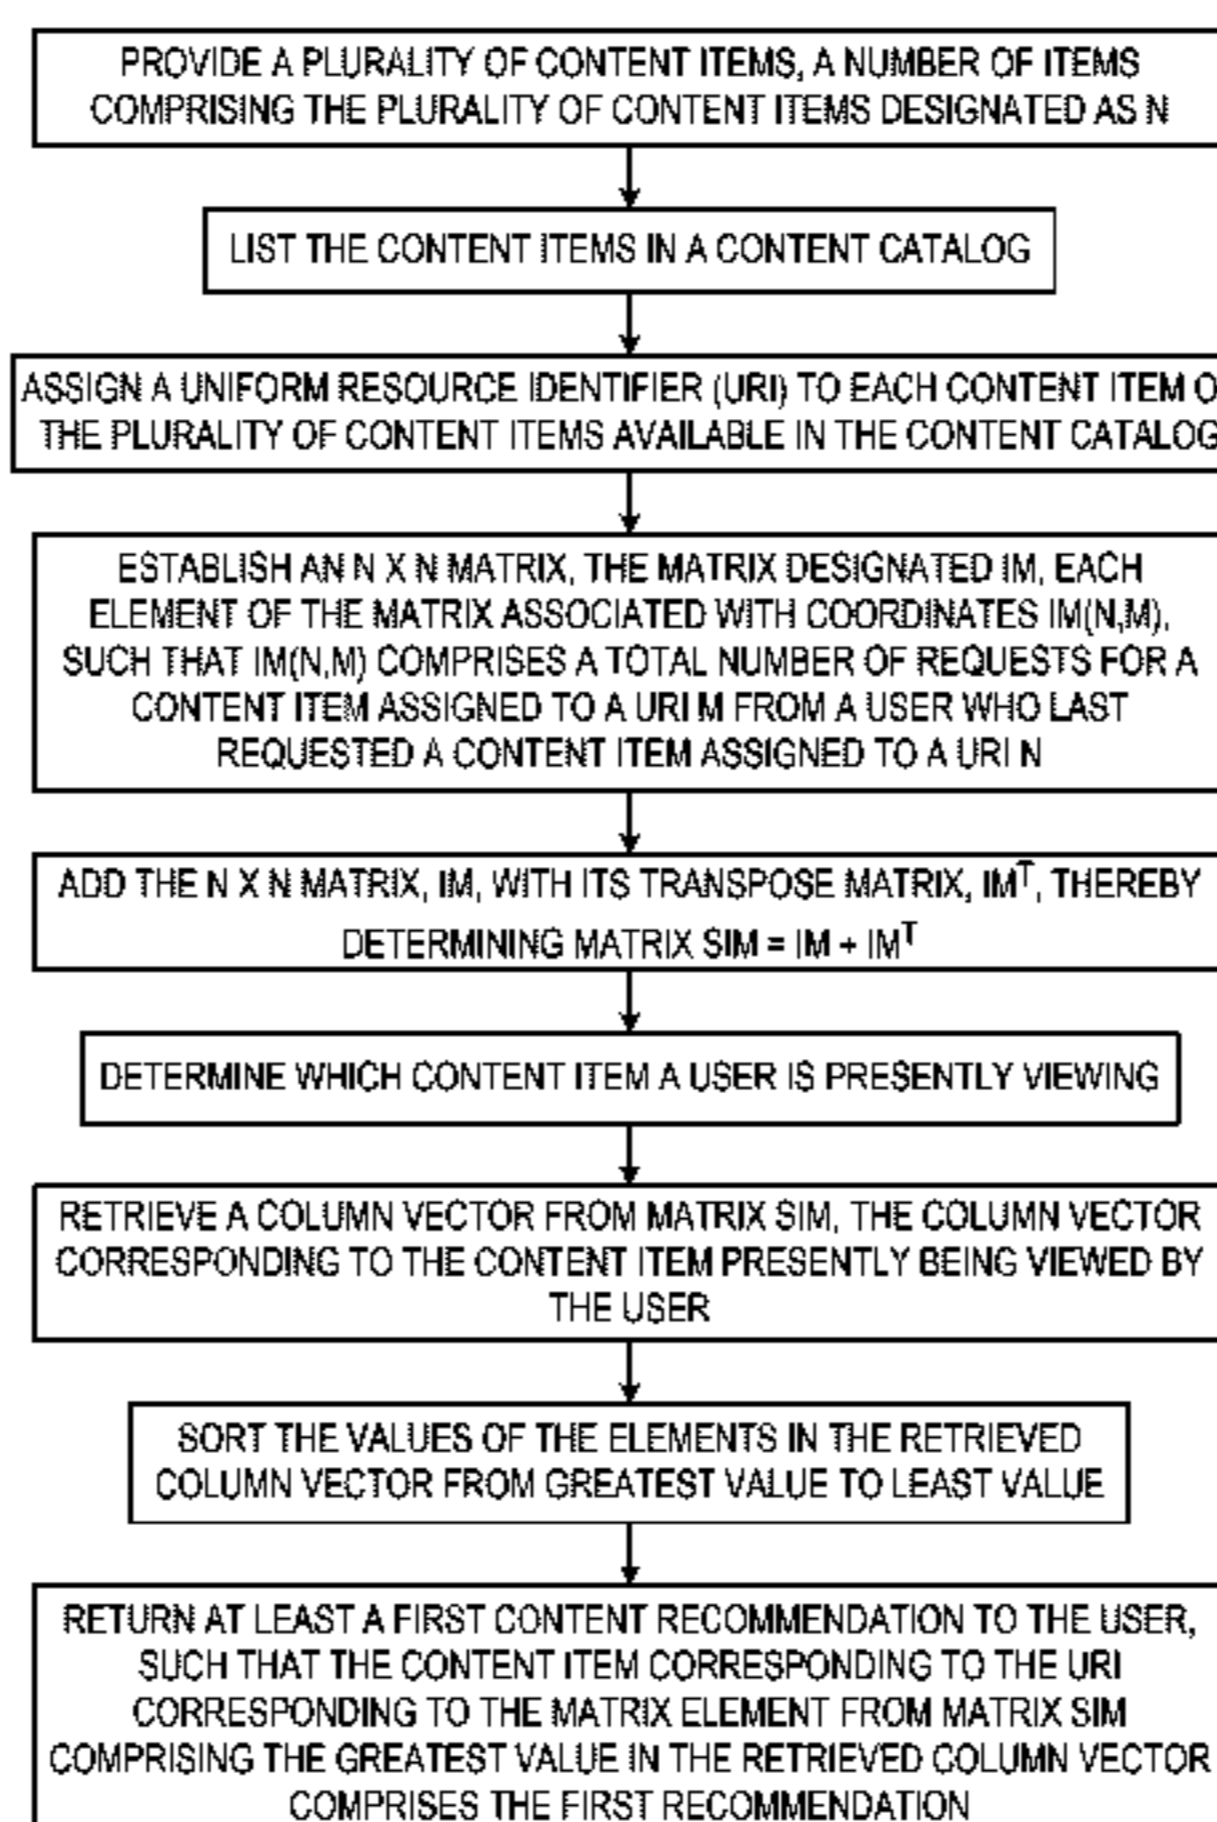 PROVIDE A PLURALITY OF CONTENT ITEMS, A NUMBER OF ITEMS
COMPRISING THE PLURALITY OF CONTENT ITEMS DESIGNATED AS N
LIST THE CONTENT ITEMS IN A CONTENT CATALOG
ASSIGN A UNIFORM RESOURCE IDENTIFIER (URI) TO EACH CONTENT ITEM O
THE PLURALITY OF CONTENT ITEMS AVAILABLE IN THE CONTENT CATALOG
ESTABLISH AN N X N MATRIX, THE MATRIX DESIGNATED IM, EACH
ELEMENT OF THE MATRIX ASSOCIATED WITH COORDINATES IM(N,M),
SUCH THAT IM(N,M) COMPRISES A TOTAL NUMBER OF REQUESTS FOR A
CONTENT ITEM ASSIGNED TO A URI M FROM A USER WHO LAST
REQUESTED A CONTENT ITEM ASSIGNED TO A URI N
ADD THE N X N MATRIX, IM, WITH ITS TRANSPOSE MATRIX, IM^T, THEREBY
DETERMINING MATRIX SIM = IM + IM^T
DETERMINE WHICH CONTENT ITEM A USER IS PRESENTLY VIEWING
RETRIEVE A COLUMN VECTOR FROM MATRIX SIM, THE COLUMN VECTOR
CORRESPONDING TO THE CONTENT ITEM PRESENTLY BEING VIEWED BY
THE USER
SORT THE VALUES OF THE ELEMENTS IN THE RETRIEVED
COLUMN VECTOR FROM GREATEST VALUE TO LEAST VALUE
RETURN AT LEAST A FIRST CONTENT RECOMMENDATION TO THE USER,
SUCH THAT THE CONTENT ITEM CORRESPONDING TO THE URI
CORRESPONDING TO THE MATRIX ELEMENT FROM MATRIX SIM
COMPRISING THE GREATEST VALUE IN THE RETRIEVED COLUMN VECTOR
COMPRISES THE FIRST RECOMMENDATION